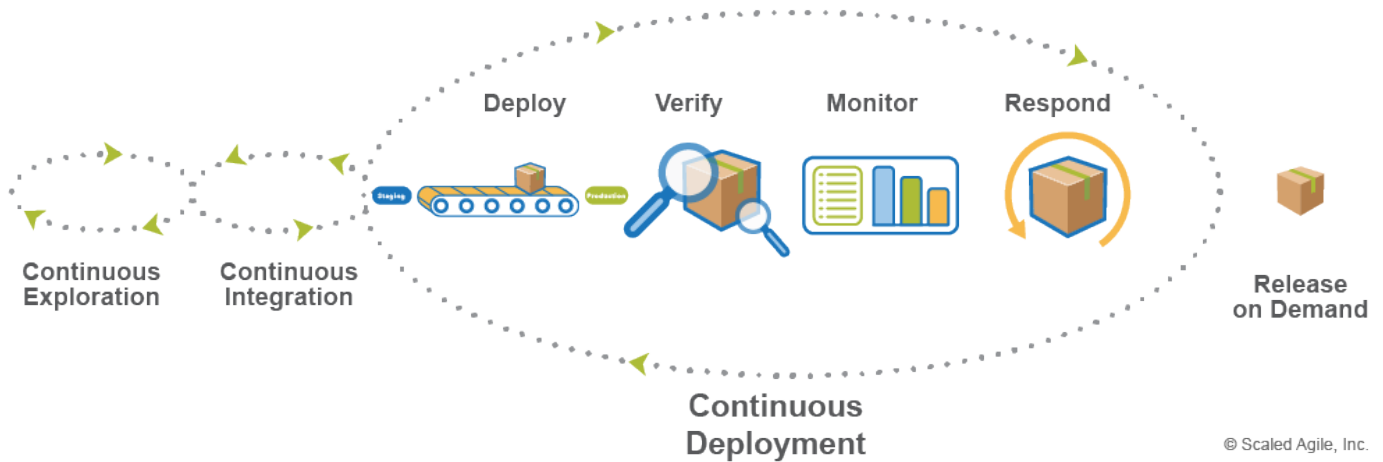 Deploy
Verify
Monitor
Respond
Staging
Production
Continuous
Exploration
Continuous
Integration
Release
on Demand
Continuous
Deployment
© Scaled Agile, Inc.